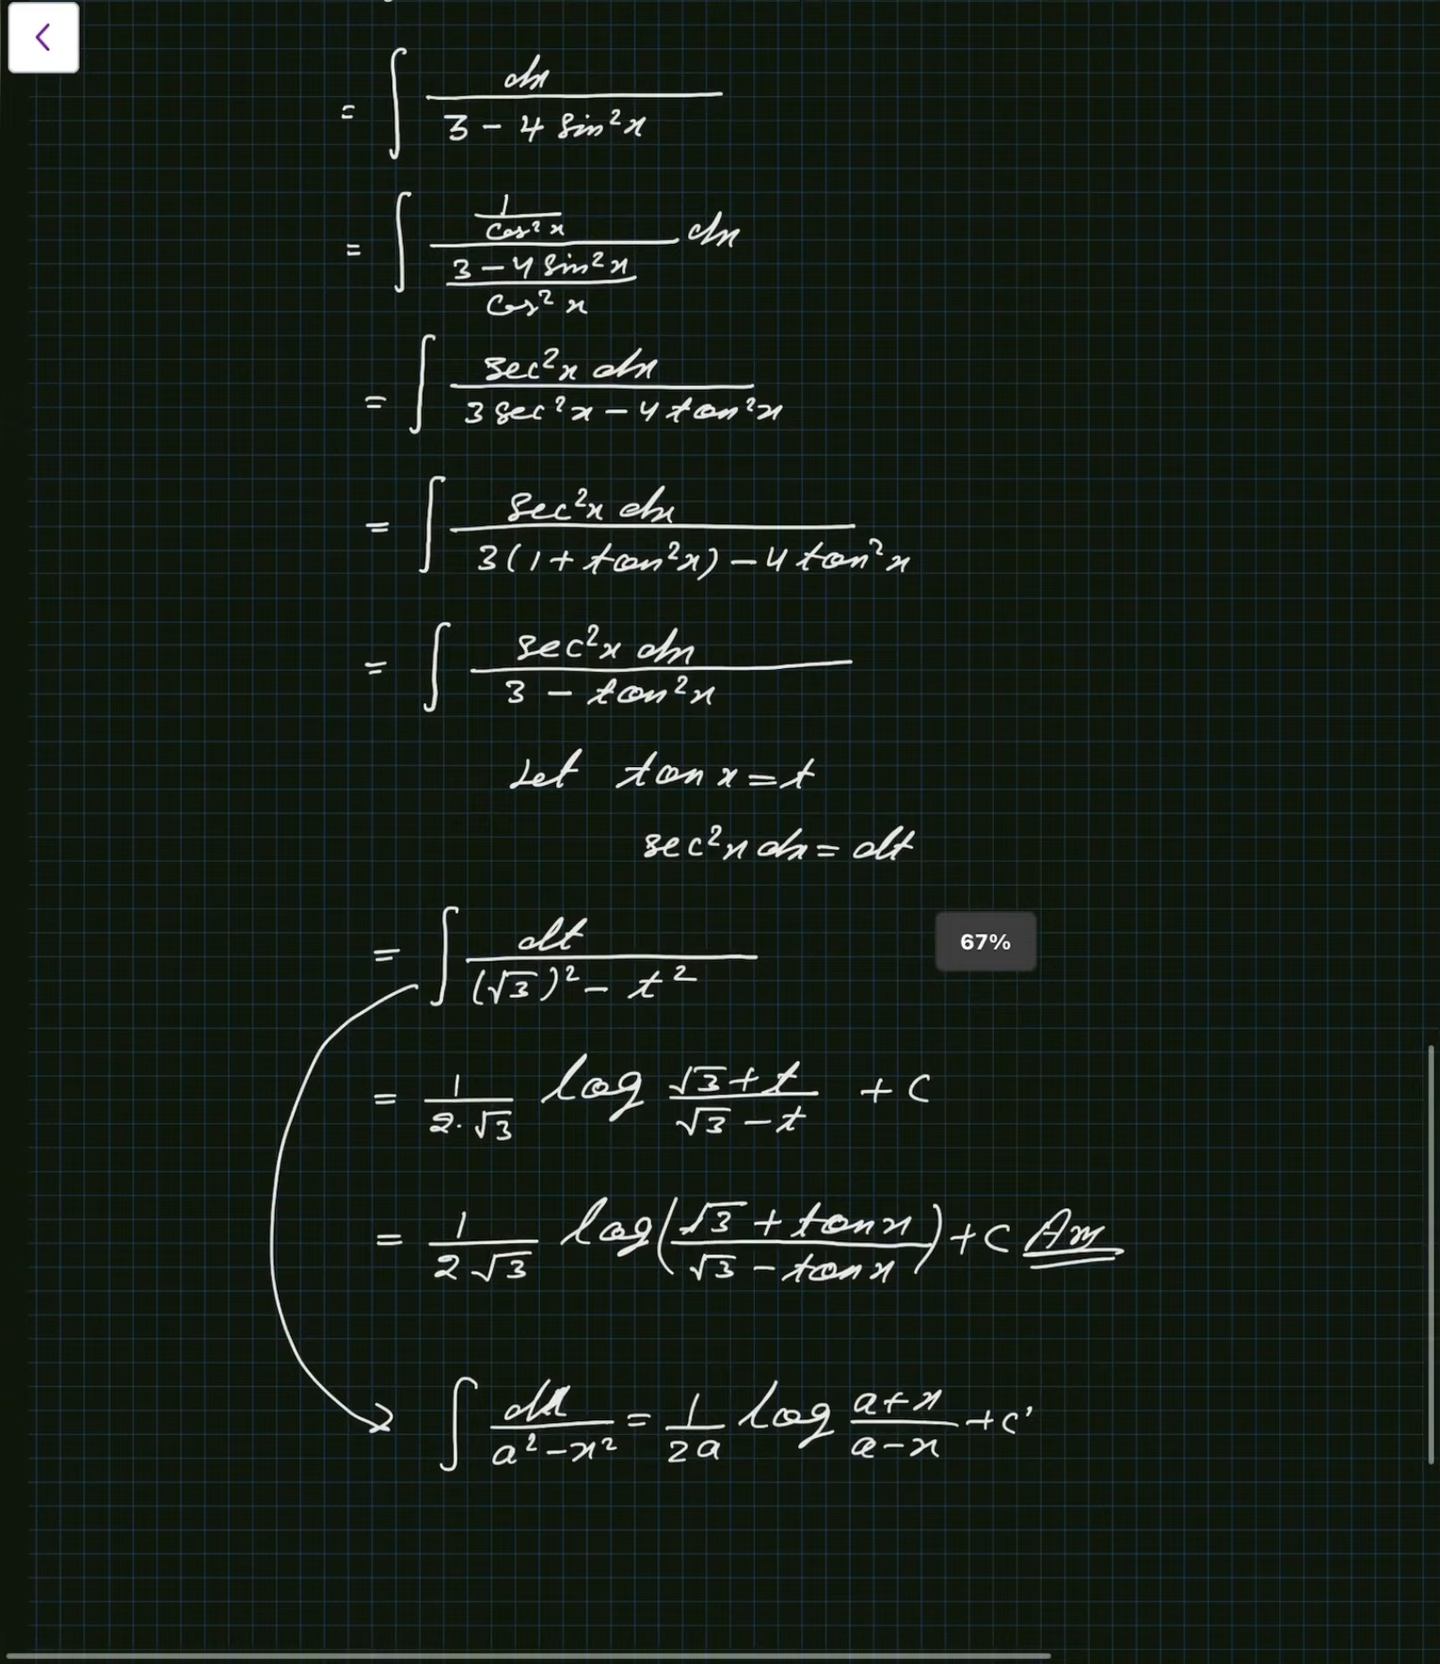 = ∫ dx / (3 - 4 sin²x)
= ∫ (1 / cos²x) / ((3 - 4 sin²x) / cos²x) dx
= ∫ sec²x dx / (3 sec²x - 4 tan²x)
= ∫ sec²x dx / (3(1 + tan²x) - 4 tan²x)
= ∫ sec²x dx / (3 - tan²x)
Let tan x = t
sec²x dx = dt
67%
= ∫ dt / ((√3)² - t²)
= 1 / (2·√3) log (√3 + t) / (√3 - t) + C
= 1 / (2√3) log((√3 + tan x) / (√3 - tan x)) + C Ans
∫ dx / (a² - x²) = 1 / (2a) log (a + x) / (a - x) + C'